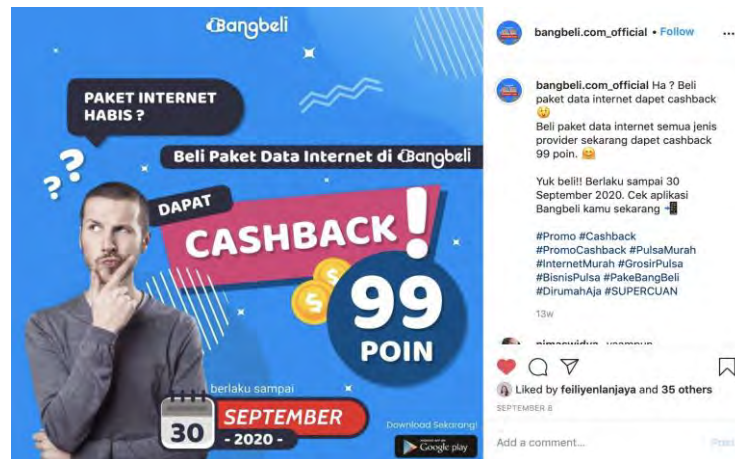 Bangbeli
PAKET INTERNET
HABIS ?
??
Beli Paket Data Internet di Bangbeli
DAPAT
CASHBACK!
99
POIN
berlaku sampai
30
SEPTEMBER
- 2020 -
Download Sekarang!
Google play
bangbeli.com_official • Follow ...
bangbeli.com_official Ha ? Beli
paket data internet dapet cashback
🤫
Beli paket data internet semua jenis
provider sekarang dapet cashback
99 poin. 🤗
Yuk beli!! Berlaku sampai 30
September 2020. Cek aplikasi
Bangbeli kamu sekarang 📲
#Promo #Cashback
#PromoCashback #PulsaMurah
#InternetMurah #GrosirPulsa
#BisnisPulsa #PakeBangBeli
#DirumahAja #SUPERCUAN
13w
Liked by feiliyenlanjaya and 35 others
SEPTEMBER 8
Add a comment...
Post